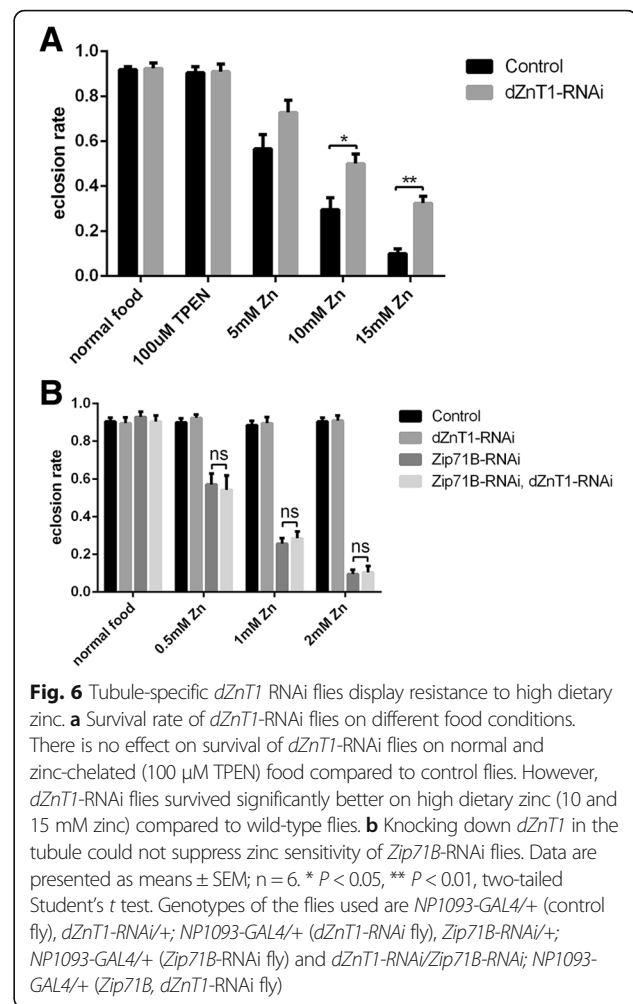 A
eclosion rate
1.0
0.8
0.6
0.4
0.2
0.0
*
**
Control
dZnT1-RNAi
normal food
100uM TPEN
5mM Zn
10mM Zn
15mM Zn
B
eclosion rate
1.0
0.8
0.6
0.4
0.2
0.0
ns
ns
ns
Control
dZnT1-RNAi
Zip71B-RNAi
Zip71B-RNAi, dZnT1-RNAi
normal food
0.5mM Zn
1mM Zn
2mM Zn
Fig. 6 Tubule-specific dZnT1 RNAi flies display resistance to high dietary
zinc. a Survival rate of dZnT1-RNAi flies on different food conditions.
There is no effect on survival of dZnT1-RNAi flies on normal and
zinc-chelated (100 μM TPEN) food compared to control flies. However,
dZnT1-RNAi flies survived significantly better on high dietary zinc (10 and
15 mM zinc) compared to wild-type flies. b Knocking down dZnT1 in the
tubule could not suppress zinc sensitivity of Zip71B-RNAi flies. Data are
presented as means ± SEM; n = 6. * P < 0.05, ** P < 0.01, two-tailed
Student's t test. Genotypes of the flies used are NP1093-GAL4/+ (control
fly), dZnT1-RNAi/+; NP1093-GAL4/+ (dZnT1-RNAi fly), Zip71B-RNAi/+;
NP1093-GAL4/+ (Zip71B-RNAi fly) and dZnT1-RNAi/Zip71B-RNAi; NP1093-
GAL4/+ (Zip71B, dZnT1-RNAi fly)